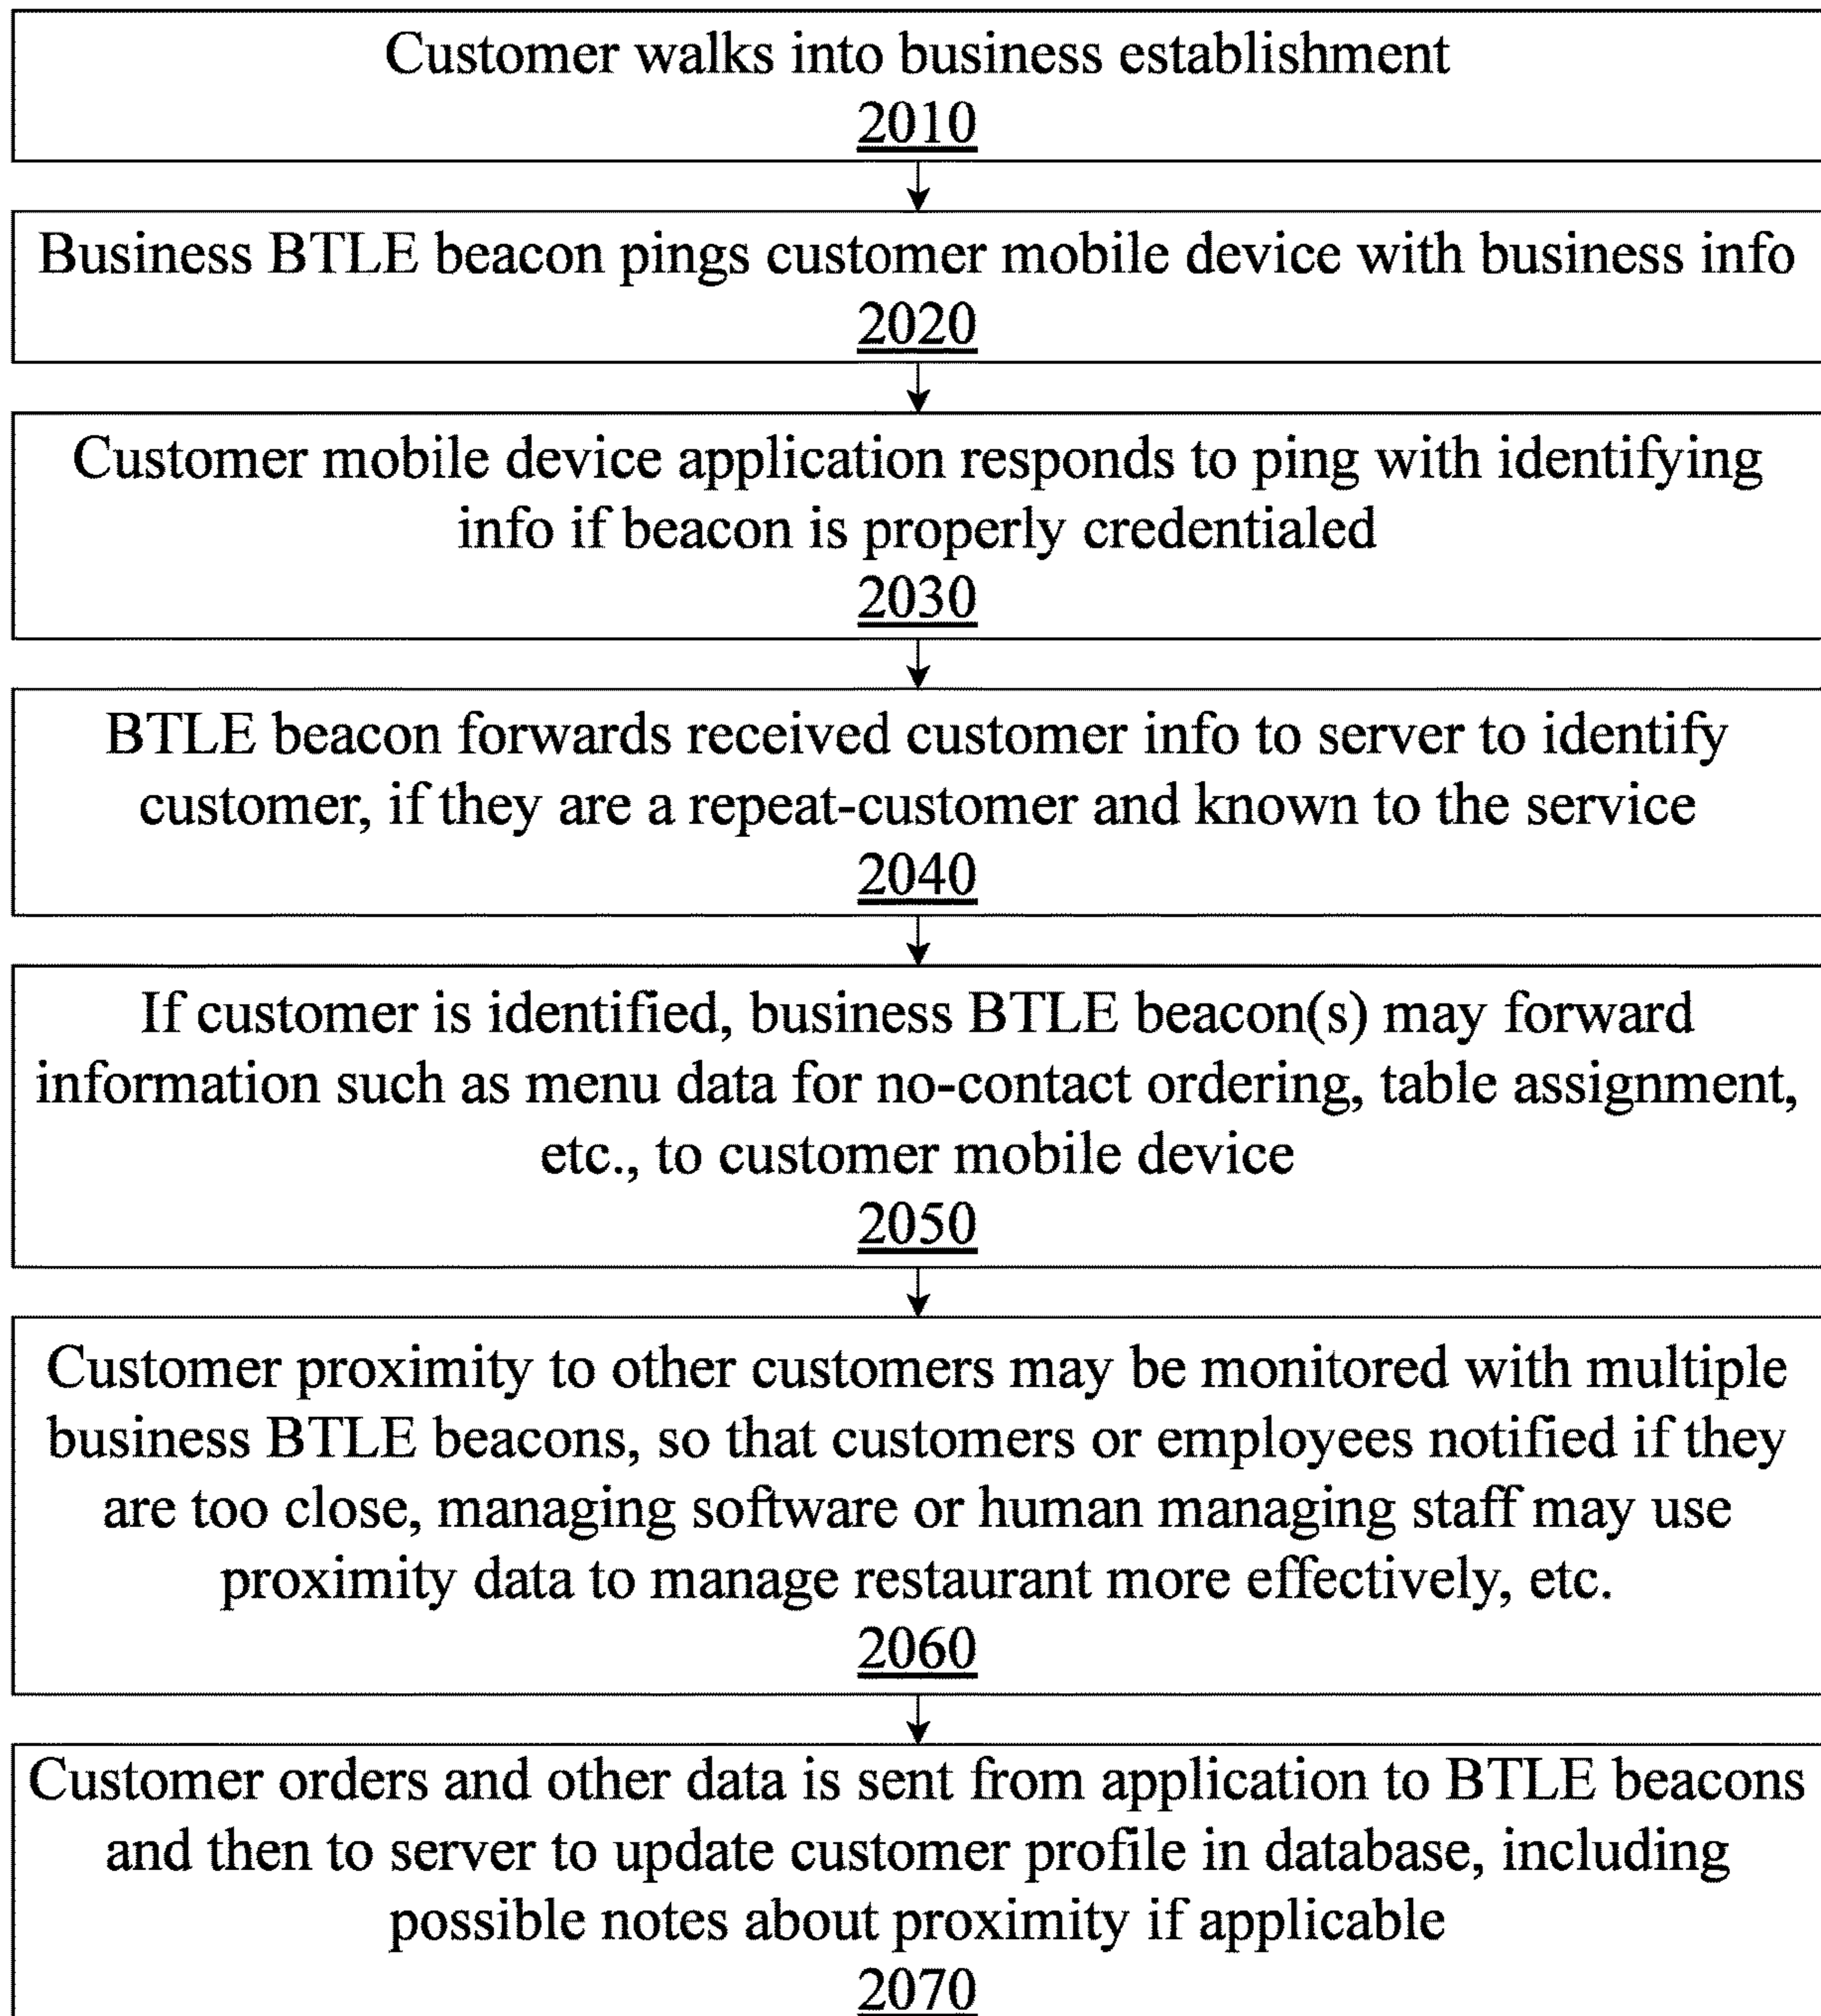 Customer walks into business establishment
2010
Business BTLE beacon pings customer mobile device with business info
2020
Customer mobile device application responds to ping with identifying
info if beacon is properly credentialed
2030
BTLE beacon forwards received customer info to server to identify
customer, if they are a repeat-customer and known to the service
2040
If customer is identified, business BTLE beacon(s) may forward
information such as menu data for no-contact ordering, table assignment,
etc., to customer mobile device
2050
Customer proximity to other customers may be monitored with multiple
business BTLE beacons, so that customers or employees notified if they
are too close, managing software or human managing staff may use
proximity data to manage restaurant more effectively, etc.
2060
Customer orders and other data is sent from application to BTLE beacons
and then to server to update customer profile in database, including
possible notes about proximity if applicable
2070